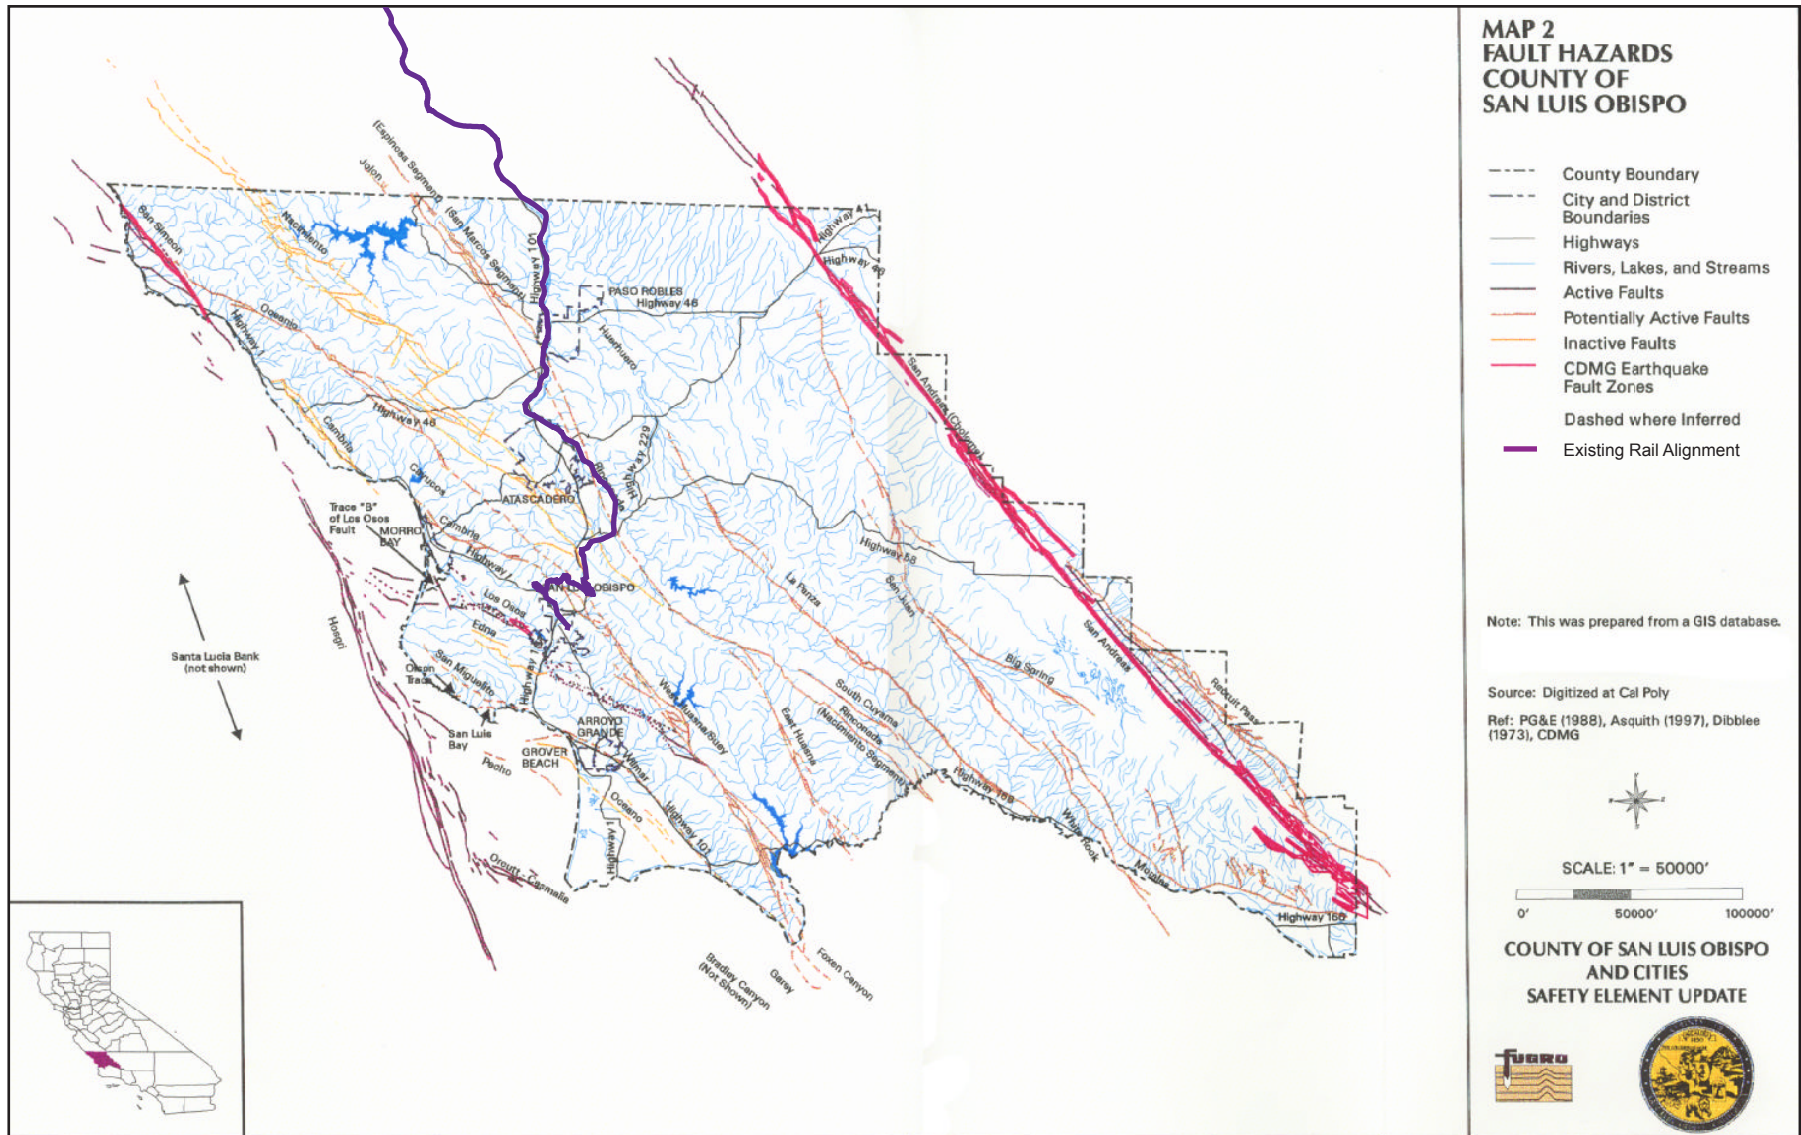 MAP 2
FAULT HAZARDS
COUNTY OF
SAN LUIS OBISPO
County Boundary
City and District
Boundaries
Highways
Rivers, Lakes, and Streams
Active Faults
Potentially Active Faults
Inactive Faults
CDMG Earthquake
Fault Zones
Dashed where Inferred
Existing Rail Alignment
Note: This was prepared from a GIS database.
Source: Digitized at Cal Poly
Ref: PG&E (1988), Asquith (1997), Dibblee
(1973), CDMG
SCALE: 1" = 50000'
0'
50000'
100000'
COUNTY OF SAN LUIS OBISPO
AND CITIES
SAFETY ELEMENT UPDATE
fugro
(Espinosa Segment)
Jolon
(San Marcos Segment)
San Simeon
Nacimiento
Highway 101
Highway 41
Highway 46
PASO ROBLES
Highway 46
Oceanic
Highway 1
Huerhuero
San Andreas (Cholame)
Highway 46
Cambria
Highway 229
Cayucos
ATASCADERO
Trace "B"
of Los Osos
Fault
MORRO
BAY
Cambria
Highway 1
Highway 58
SAN LUIS OBISPO
La Panza
San Juan
Los Osos
Edna
Hosgri
San Andreas
Santa Lucia Bank
(not shown)
San Miguelito
Olson
Trace
Big Spring
Highway 1
West Huasna/Suey
South Cuyama
Rinconada
(Nacimiento Segment)
East Huasna
Recruit Pass
San Luis
Bay
ARROYO
GRANDE
GROVER
BEACH
Pecho
Wilmar
Highway 166
Oceano
Highway 101
White Rock
Highway 1
Morales
Orcutt - Casmalia
Highway 166
Bradley Canyon
(Not Shown)
Garey
Foxen Canyon